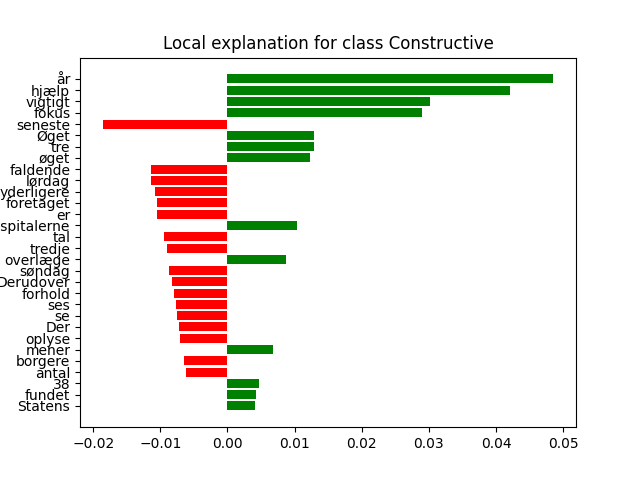 Local explanation for class Constructive
år
hjælp
vigtigt
fokus
seneste
Øget
tre
øget
faldende
lørdag
yderligere
foretaget
er
spitalerne
tal
tredje
overlæge
søndag
Derudover
forhold
ses
se
Der
oplyse
mener
borgere
antal
38
fundet
Statens
−0.02 −0.01 0.00 0.01 0.02 0.03 0.04 0.05